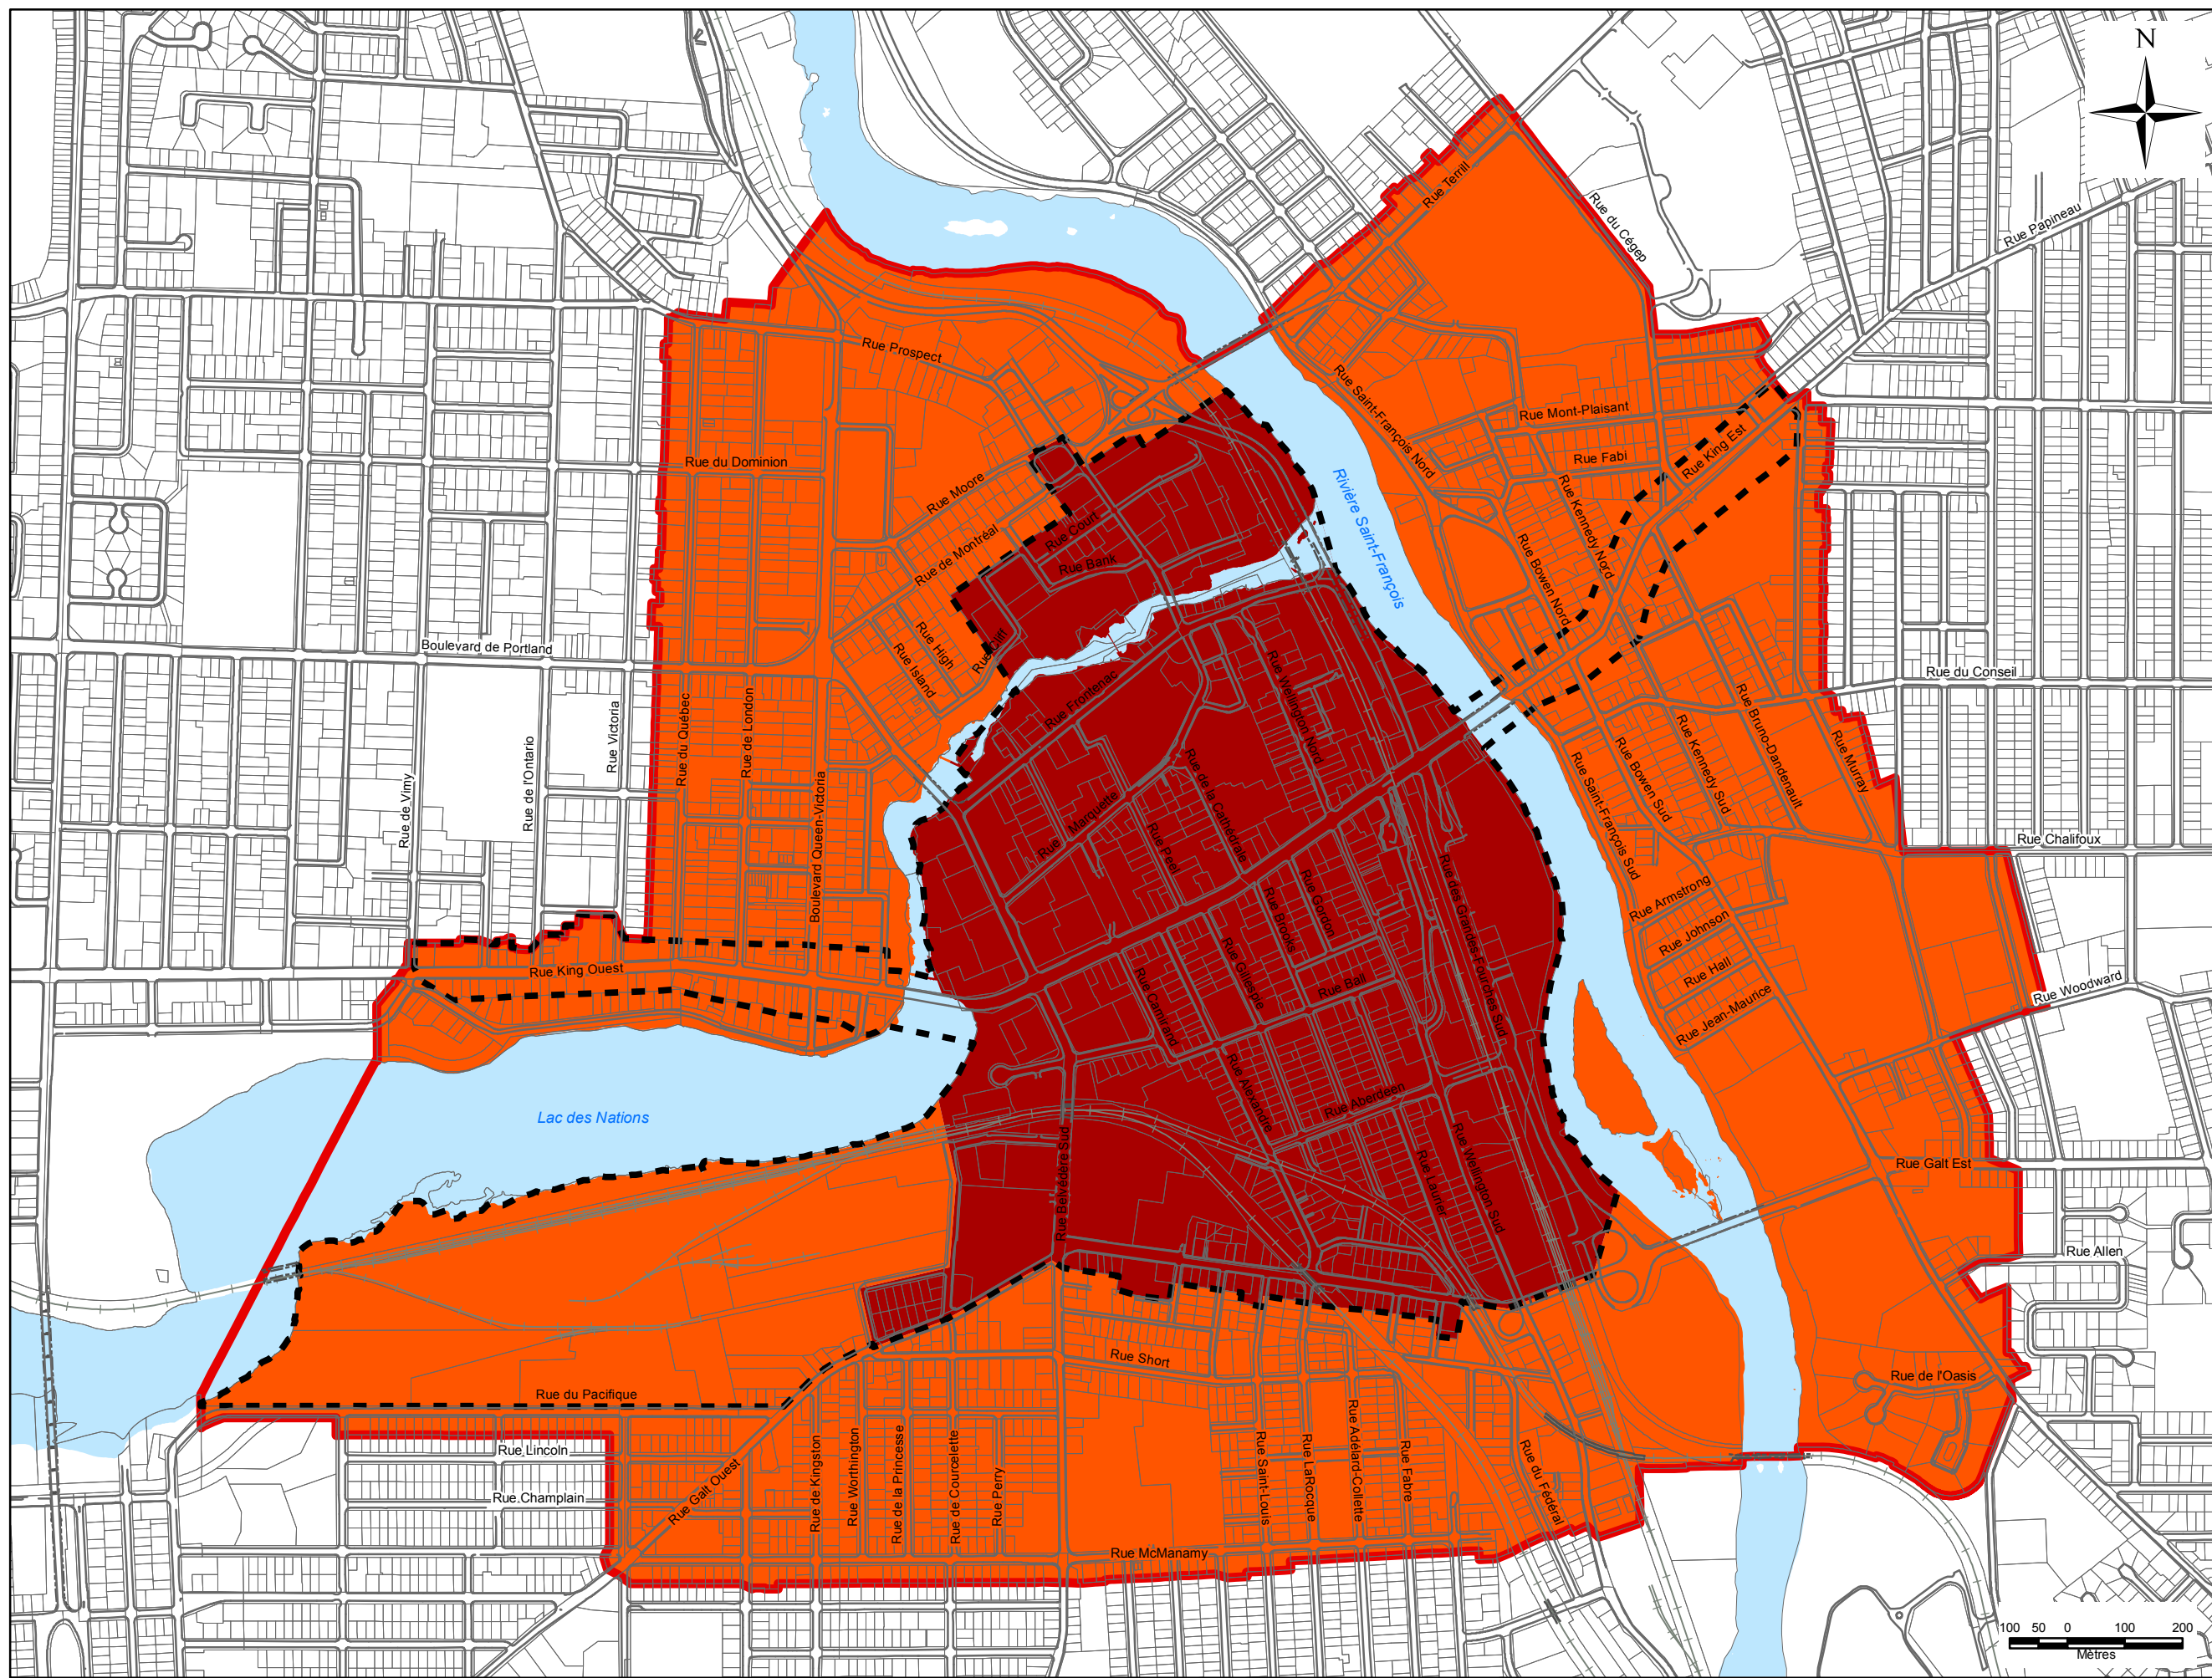 N
Rue Terrill
Rue du Cégep
Rue Papineau
Rue Prospect
Rue Saint-François Nord
Rue Mont-Plaisant
Rue du Dominion
Rue Fabi
Rue King Est
Rue Moore
Rivière Saint-François
Rue Kennedy Nord
Rue Court
Rue de Montréal
Rue Bank
Rue Bowen Nord
Boulevard de Portland
Rue High
Rue Cliff
Rue Island
Rue du Conseil
Rue Frontenac
Rue Wellington Nord
Rue du Québec
Rue de London
Rue Victoria
Rue de l'Ontario
Rue de Vimy
Boulevard Queen-Victoria
Rue Marquette
Rue Peel
Rue de la Cathédrale
Rue Bruno-Dandenault
Rue Kennedy Sud
Rue Bowen Sud
Rue Murray
Rue Saint-François Sud
Rue Chalifoux
Rue des Grandes-Fourches Sud
Rue Gordon
Rue Brooks
Rue Armstrong
Rue Johnson
Rue King Ouest
Rue Gillespie
Rue Camirand
Rue Ball
Rue Hall
Rue Woodward
Rue Jean-Maurice
Lac des Nations
Rue Alexandre
Rue Aberdeen
Rue Belvédère Sud
Rue Laurier
Rue Wellington Sud
Rue Galt Est
Rue Allen
Rue Short
Rue de l'Oasis
Rue du Pacifique
Rue Lincoln
Rue Champlain
Rue Galt Ouest
Rue de Kingston
Rue Worthington
Rue de la Princesse
Rue de Courcelette
Rue Perry
Rue Saint-Louis
Rue LaRocque
Rue Adélard-Collette
Rue Fabre
Rue du Fédéral
Rue McManamy
100 50 0 100 200
Mètres